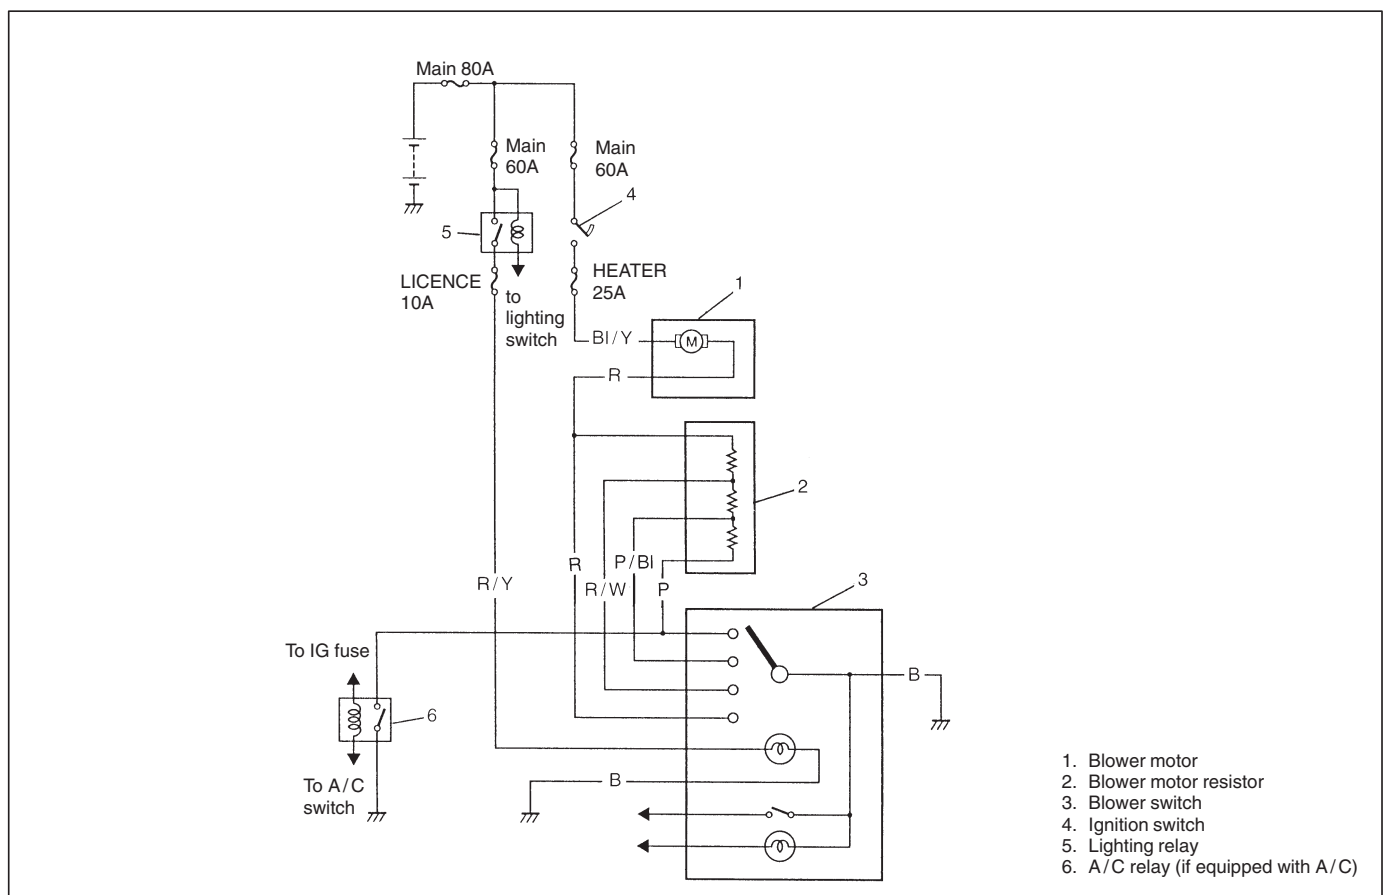 Main 80A
Main
60A
Main
60A
4
5
LICENCE
10A
to
lighting
switch
HEATER
25A
1
Bl/Y
M
R
2
R
P/Bl
R/W
P
R/Y
3
To IG fuse
B
6
To A/C
switch
B
1. Blower motor
2. Blower motor resistor
3. Blower switch
4. Ignition switch
5. Lighting relay
6. A/C relay (if equipped with A/C)